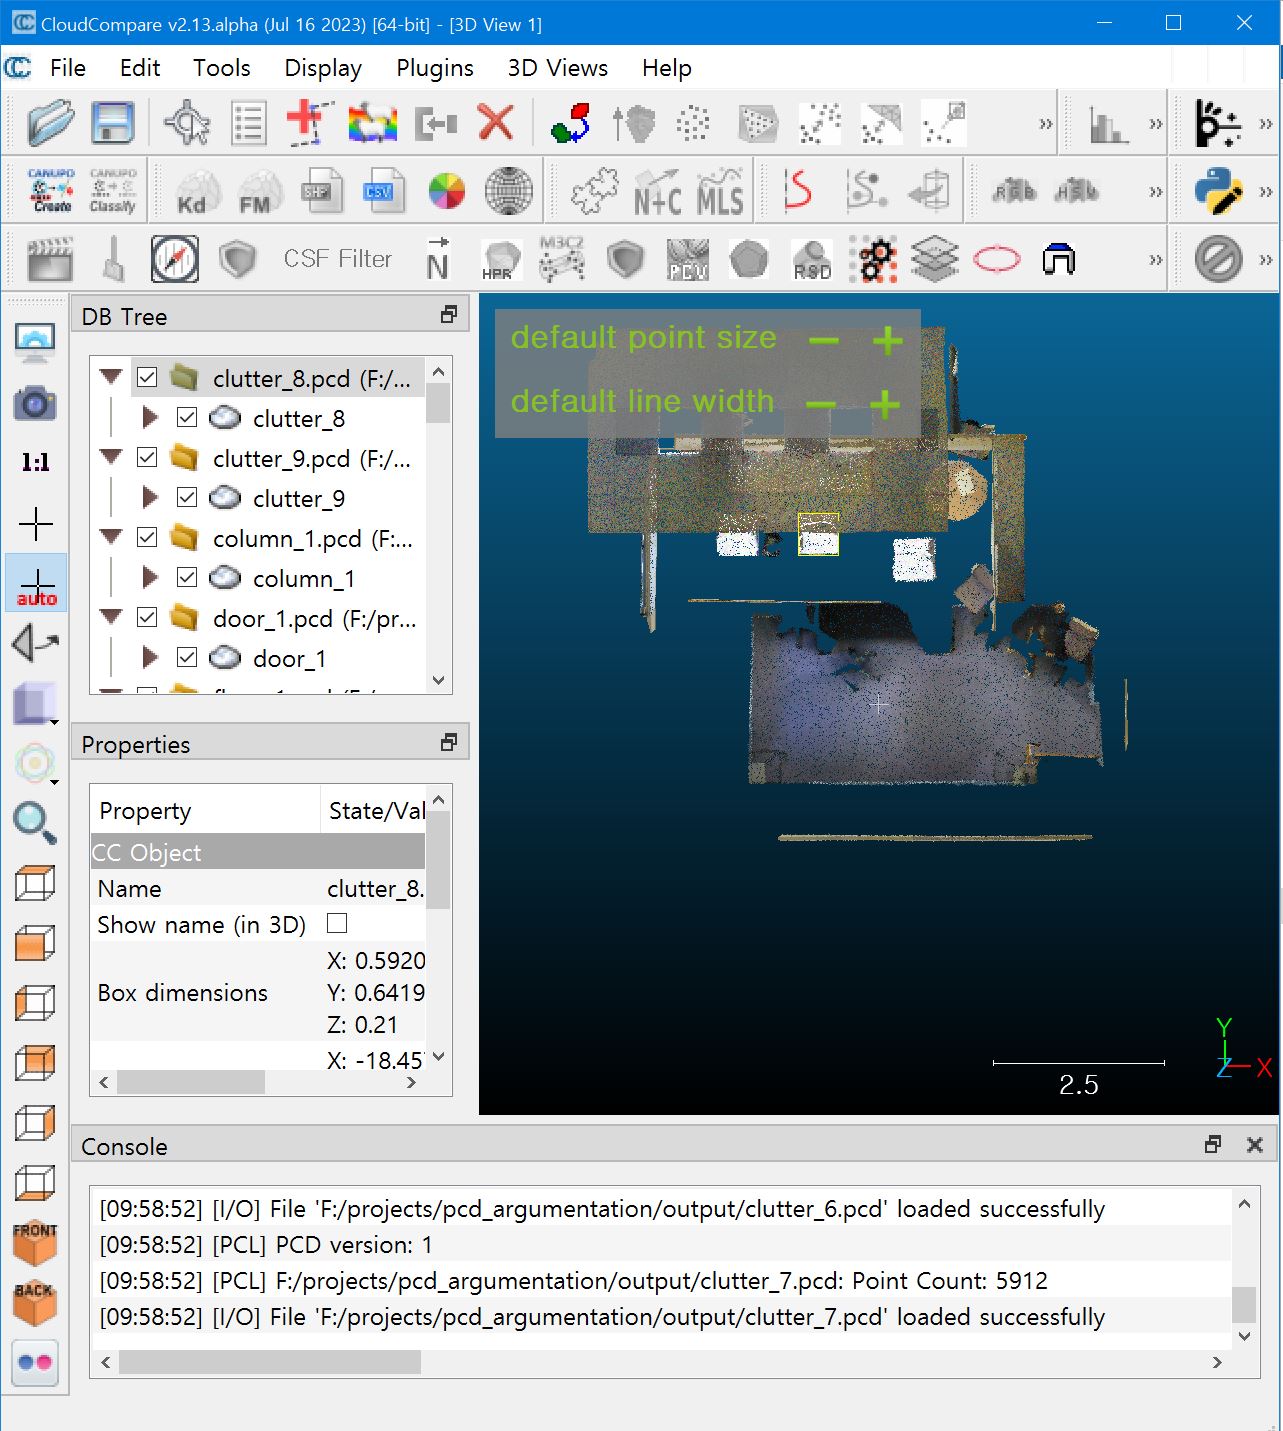 CloudCompare v2.13.alpha (Jul 16 2023) [64-bit] - [3D View 1]
File Edit Tools Display Plugins 3D Views Help
CANUPO Create
CANUPO Classify
Kd
FM
SHP
CSV
N+C
MLS
RGB
HSV
CSF Filter
N
HPR
M3C2
PCV
RSD
1:1
auto
FRONT
BACK
DB Tree
clutter_8.pcd (F:/...
clutter_8
clutter_9.pcd (F:/...
clutter_9
column_1.pcd (F:...
column_1
door_1.pcd (F:/pr...
door_1
Properties
Property State/Val
CC Object
Name clutter_8.
Show name (in 3D)
X: 0.5920
Box dimensions Y: 0.6419
Z: 0.21
X: -18.457
default point size − +
default line width − +
Y
Z X
2.5
Console
[09:58:52] [I/O] File 'F:/projects/pcd_argumentation/output/clutter_6.pcd' loaded successfully
[09:58:52] [PCL] PCD version: 1
[09:58:52] [PCL] F:/projects/pcd_argumentation/output/clutter_7.pcd: Point Count: 5912
[09:58:52] [I/O] File 'F:/projects/pcd_argumentation/output/clutter_7.pcd' loaded successfully